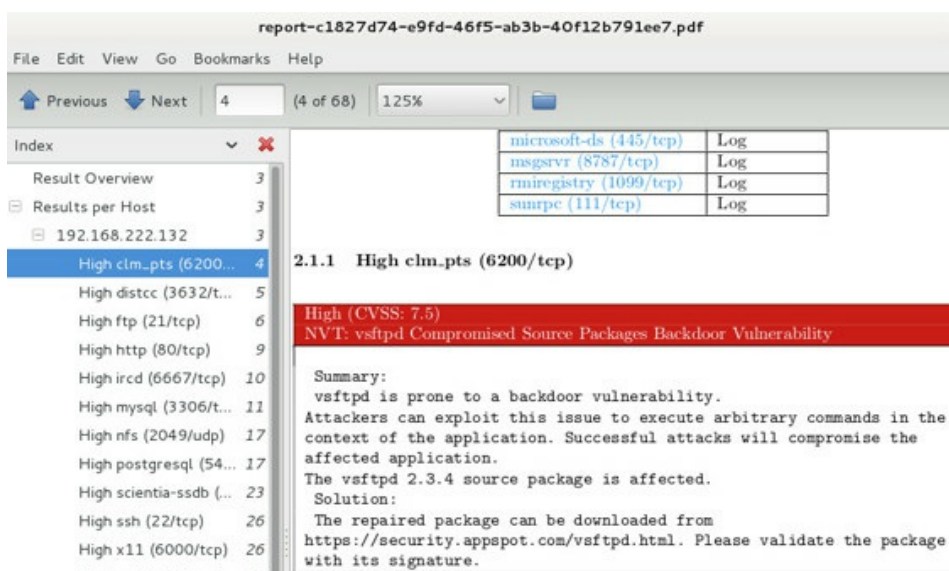 report-c1827d74-e9fd-46f5-ab3b-40f12b791ee7.pdf
File Edit View Go Bookmarks Help
Previous Next 4 (4 of 68) 125%
Index
Result Overview 3
Results per Host 3
192.168.222.132 3
High clm_pts (6200... 4
High distcc (3632/t... 5
High ftp (21/tcp) 6
High http (80/tcp) 9
High ircd (6667/tcp) 10
High mysql (3306/t... 11
High nfs (2049/udp) 17
High postgresql (54... 17
High scientia-ssdb (... 23
High ssh (22/tcp) 26
High x11 (6000/tcp) 26
microsoft-ds (445/tcp) Log
msgsrvr (8787/tcp) Log
rmiregistry (1099/tcp) Log
sunrpc (111/tcp) Log
2.1.1 High clm_pts (6200/tcp)
High (CVSS: 7.5)
NVT: vsftpd Compromised Source Packages Backdoor Vulnerability
Summary:
vsftpd is prone to a backdoor vulnerability.
Attackers can exploit this issue to execute arbitrary commands in the
context of the application. Successful attacks will compromise the
affected application.
The vsftpd 2.3.4 source package is affected.
Solution:
The repaired package can be downloaded from
https://security.appspot.com/vsftpd.html. Please validate the package
with its signature.